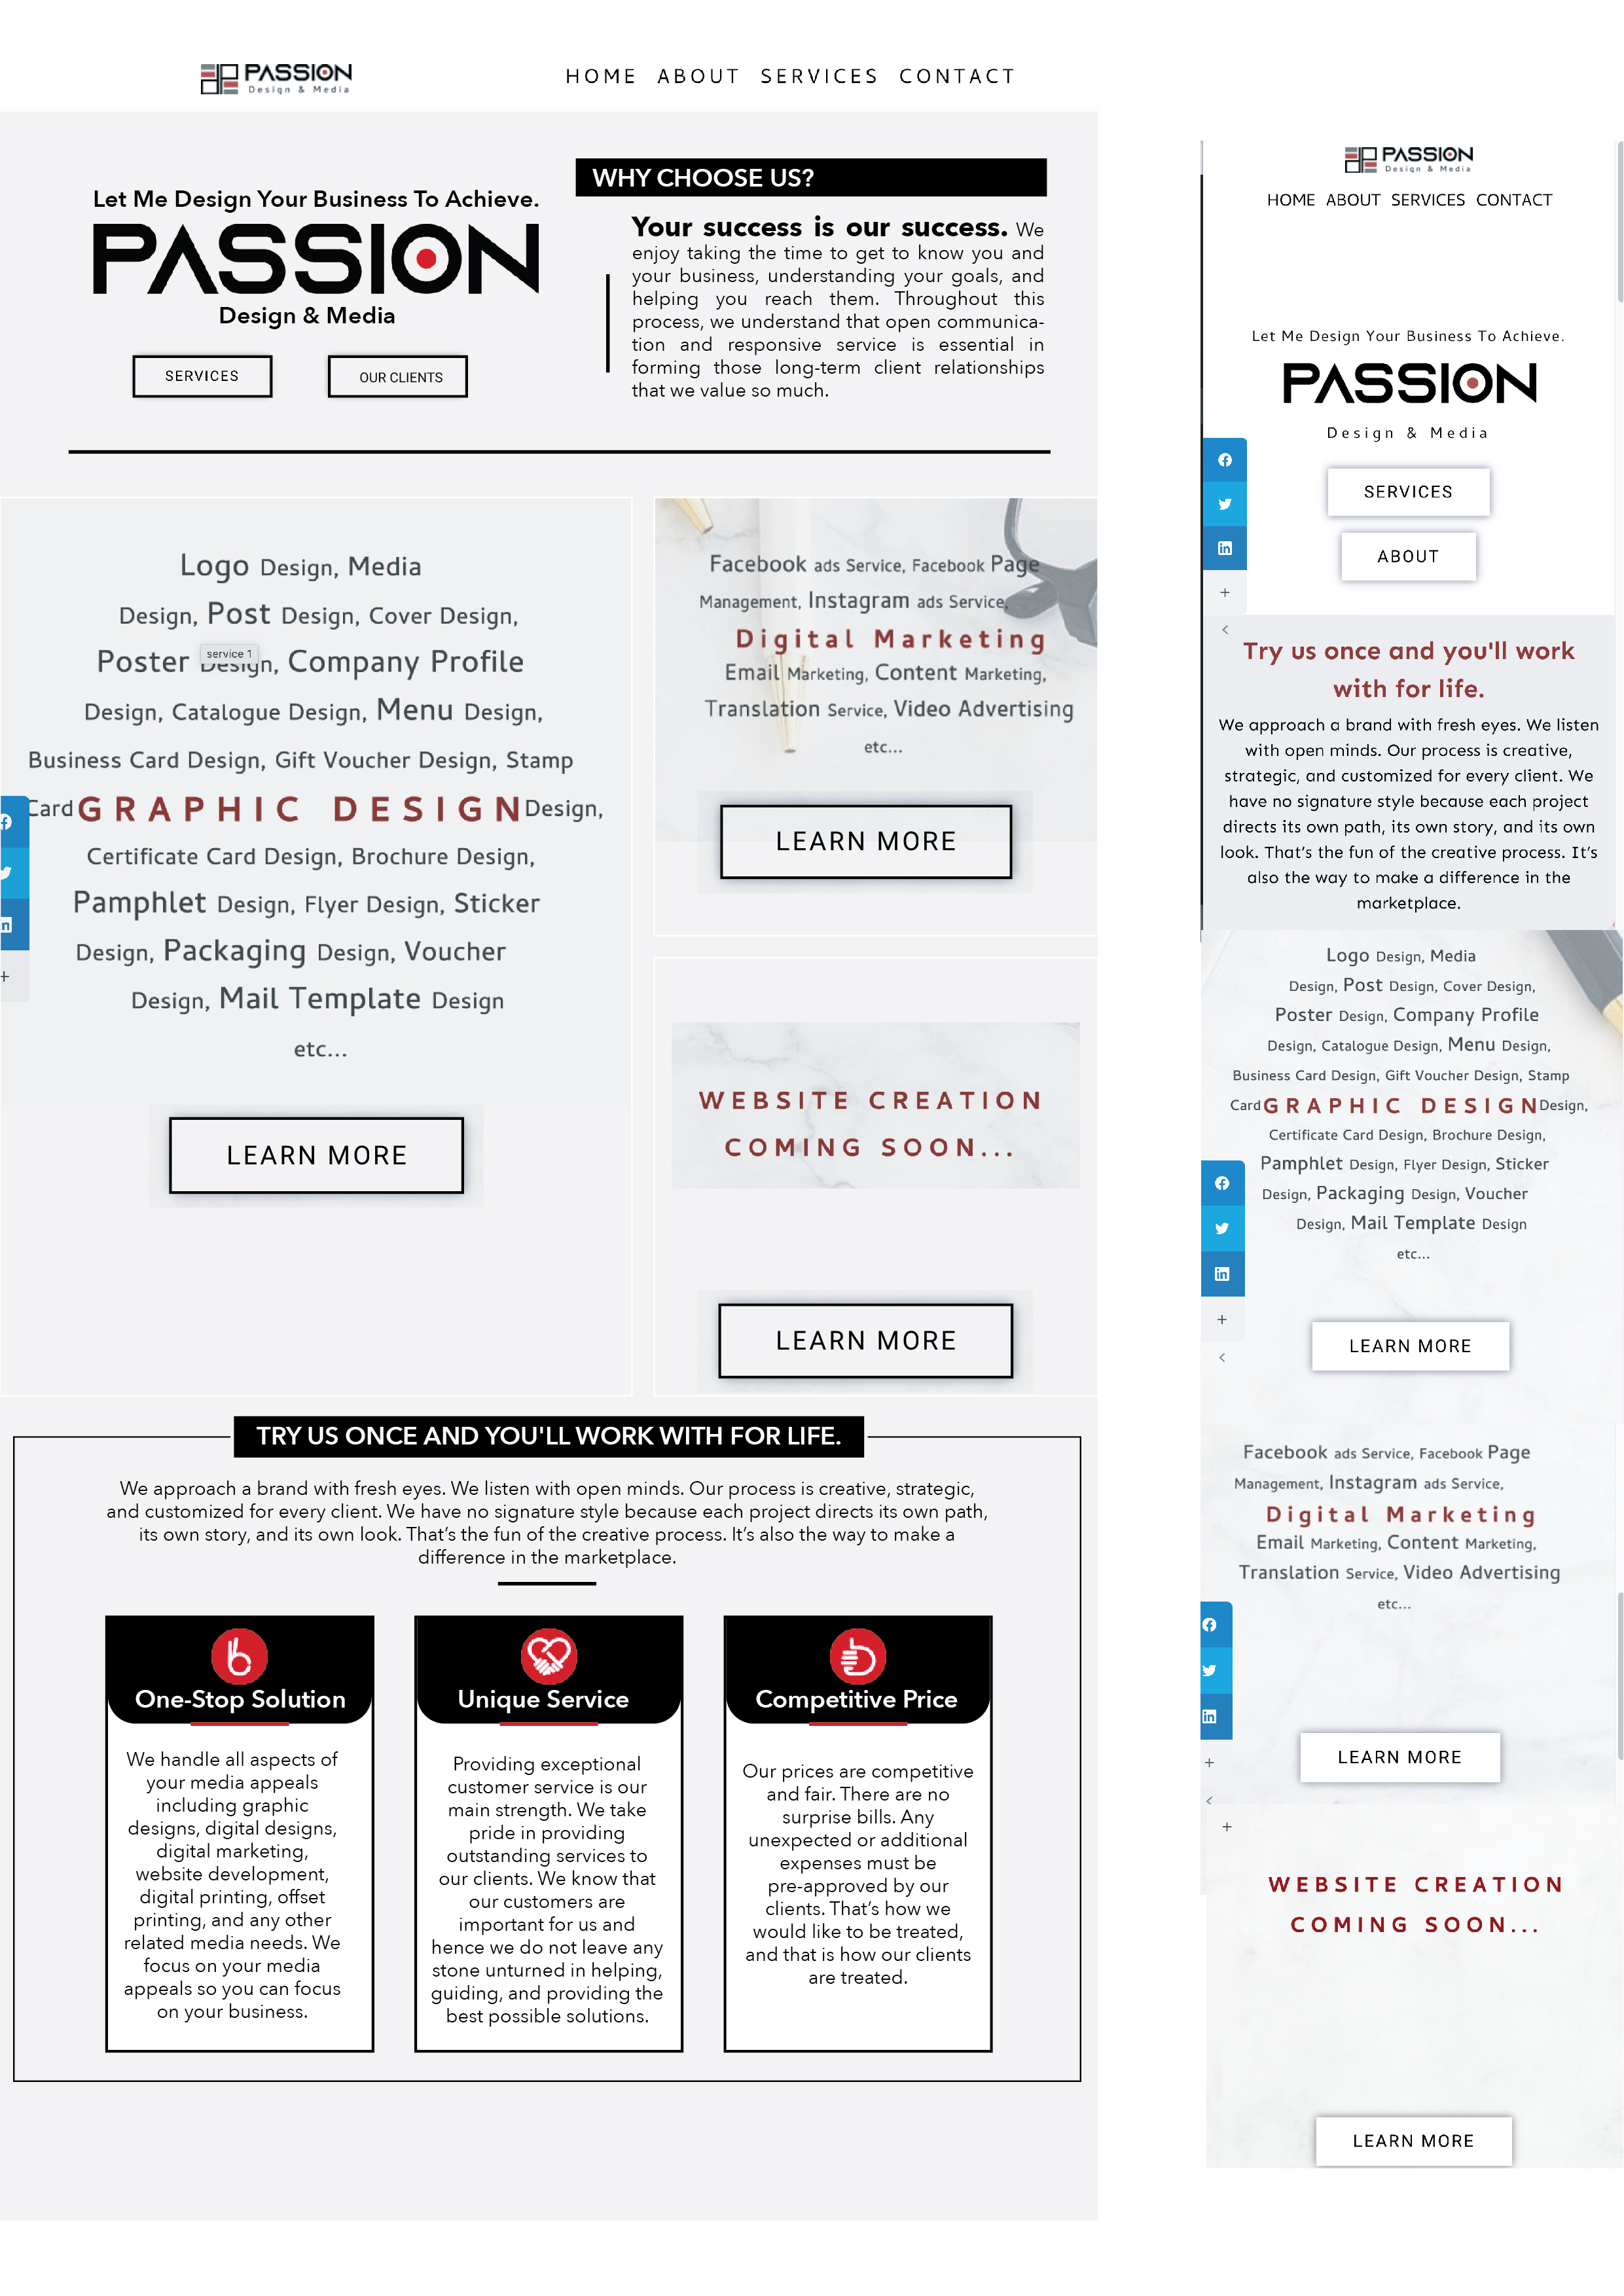 PASSION
Design & Media
HOME ABOUT SERVICES CONTACT
Let Me Design Your Business To Achieve.
PASSION
Design & Media
SERVICES
OUR CLIENTS
WHY CHOOSE US?
Your success is our success. We
enjoy taking the time to get to know you and
your business, understanding your goals, and
helping you reach them. Throughout this
process, we understand that open communica-
tion and responsive service is essential in
forming those long-term client relationships
that we value so much.
Logo Design, Media
Design, Post Design, Cover Design,
Poster Design, Company Profile
service 1
Design, Catalogue Design, Menu Design,
Business Card Design, Gift Voucher Design, Stamp
Card GRAPHIC DESIGN Design,
Certificate Card Design, Brochure Design,
Pamphlet Design, Flyer Design, Sticker
Design, Packaging Design, Voucher
Design, Mail Template Design
etc...
LEARN MORE
Facebook ads Service, Facebook Page
Management, Instagram ads Service,
Digital Marketing
Email Marketing, Content Marketing,
Translation Service, Video Advertising
etc...
LEARN MORE
WEBSITE CREATION
COMING SOON...
LEARN MORE
TRY US ONCE AND YOU'LL WORK WITH FOR LIFE.
We approach a brand with fresh eyes. We listen with open minds. Our process is creative, strategic,
and customized for every client. We have no signature style because each project directs its own path,
its own story, and its own look. That’s the fun of the creative process. It’s also the way to make a
difference in the marketplace.
One-Stop Solution
We handle all aspects of
your media appeals
including graphic
designs, digital designs,
digital marketing,
website development,
digital printing, offset
printing, and any other
related media needs. We
focus on your media
appeals so you can focus
on your business.
Unique Service
Providing exceptional
customer service is our
main strength. We take
pride in providing
outstanding services to
our clients. We know that
our customers are
important for us and
hence we do not leave any
stone unturned in helping,
guiding, and providing the
best possible solutions.
Competitive Price
Our prices are competitive
and fair. There are no
surprise bills. Any
unexpected or additional
expenses must be
pre-approved by our
clients. That’s how we
would like to be treated,
and that is how our clients
are treated.
PASSION
Design & Media
HOME ABOUT SERVICES CONTACT
Let Me Design Your Business To Achieve.
PASSION
Design & Media
SERVICES
ABOUT
Try us once and you'll work
with for life.
We approach a brand with fresh eyes. We listen
with open minds. Our process is creative,
strategic, and customized for every client. We
have no signature style because each project
directs its own path, its own story, and its own
look. That’s the fun of the creative process. It’s
also the way to make a difference in the
marketplace.
Logo Design, Media
Design, Post Design, Cover Design,
Poster Design, Company Profile
Design, Catalogue Design, Menu Design,
Business Card Design, Gift Voucher Design, Stamp
Card GRAPHIC DESIGN Design,
Certificate Card Design, Brochure Design,
Pamphlet Design, Flyer Design, Sticker
Design, Packaging Design, Voucher
Design, Mail Template Design
etc...
LEARN MORE
Facebook ads Service, Facebook Page
Management, Instagram ads Service,
Digital Marketing
Email Marketing, Content Marketing,
Translation Service, Video Advertising
etc...
LEARN MORE
WEBSITE CREATION
COMING SOON...
LEARN MORE